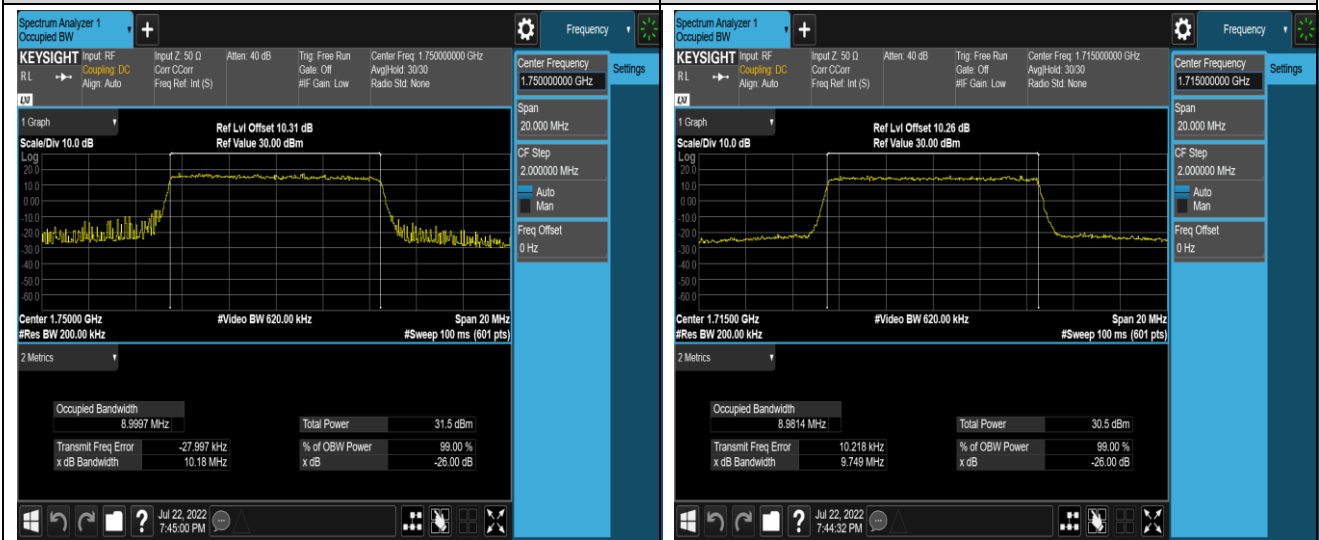 Spectrum Analyzer 1
Occupied BW
+
Frequency
KEYSIGHT
RL
LXI
Input: RF
Coupling: DC
Align: Auto
Input Z: 50 Ω
Corr CCorr
Freq Ref: Int (S)
Atten: 40 dB
Trig: Free Run
Gate: Off
#IF Gain: Low
Center Freq: 1.750000000 GHz
Avg|Hold: 30/30
Radio Std: None
Center Frequency
1.75000000 GHz
Settings
Span
20.000 MHz
CF Step
2.000000 MHz
Auto
Man
Freq Offset
0 Hz
1 Graph
Scale/Div 10.0 dB
Ref Lvl Offset 10.31 dB
Ref Value 30.00 dBm
Log
20.0
10.0
0.00
-10.0
-20.0
-30.0
-40.0
-50.0
-60.0
Center 1.75000 GHz
#Video BW 620.00 kHz
Span 20 MHz
#Res BW 200.00 kHz
#Sweep 100 ms (601 pts)
2 Metrics
Occupied Bandwidth
8.9997 MHz
Total Power 31.5 dBm
Transmit Freq Error -27.997 kHz
% of OBW Power 99.00 %
x dB Bandwidth 10.18 MHz
x dB -26.00 dB
?
Jul 22, 2022
7:45:00 PM
Spectrum Analyzer 1
Occupied BW
+
Frequency
KEYSIGHT
RL
LXI
Input: RF
Coupling: DC
Align: Auto
Input Z: 50 Ω
Corr CCorr
Freq Ref: Int (S)
Atten: 40 dB
Trig: Free Run
Gate: Off
#IF Gain: Low
Center Freq: 1.715000000 GHz
Avg|Hold: 30/30
Radio Std: None
Center Frequency
1.715000000 GHz
Settings
Span
20.000 MHz
CF Step
2.000000 MHz
Auto
Man
Freq Offset
0 Hz
1 Graph
Scale/Div 10.0 dB
Ref Lvl Offset 10.26 dB
Ref Value 30.00 dBm
Log
20.0
10.0
0.00
-10.0
-20.0
-30.0
-40.0
-50.0
-60.0
Center 1.71500 GHz
#Video BW 620.00 kHz
Span 20 MHz
#Res BW 200.00 kHz
#Sweep 100 ms (601 pts)
2 Metrics
Occupied Bandwidth
8.9814 MHz
Total Power 30.5 dBm
Transmit Freq Error 10.218 kHz
% of OBW Power 99.00 %
x dB Bandwidth 9.749 MHz
x dB -26.00 dB
?
Jul 22, 2022
7:44:32 PM